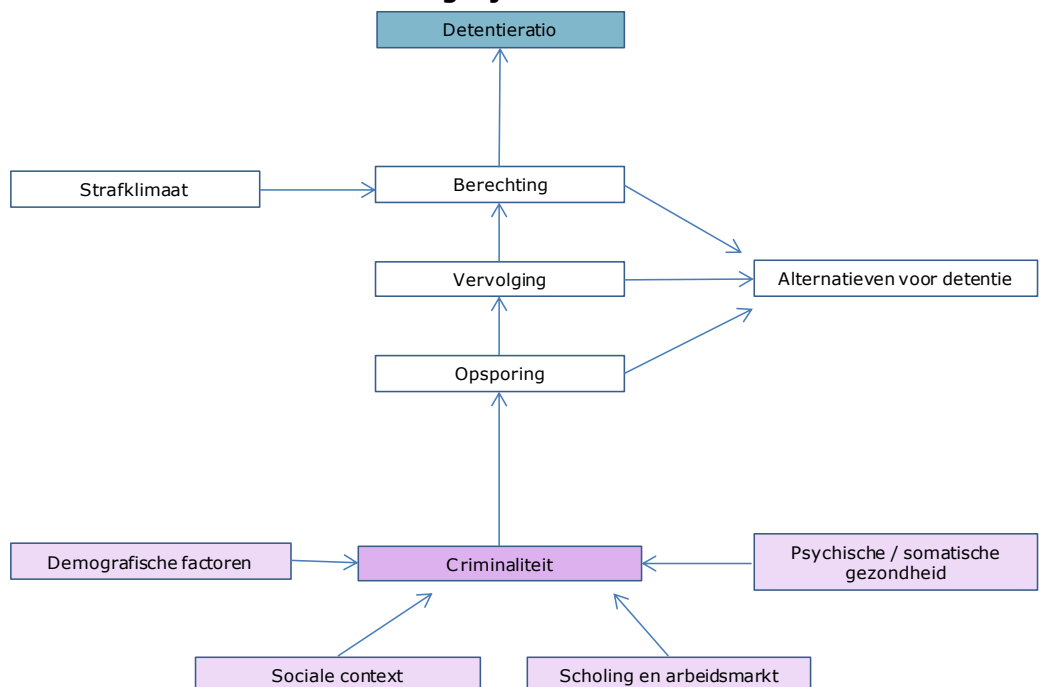 Detentieratio
Strafklimaat
Berechting
Vervolging
Alternatieven voor detentie
Opsporing
Demografische factoren
Criminaliteit
Psychische / somatische
gezondheid
Sociale context
Scholing en arbeidsmarkt